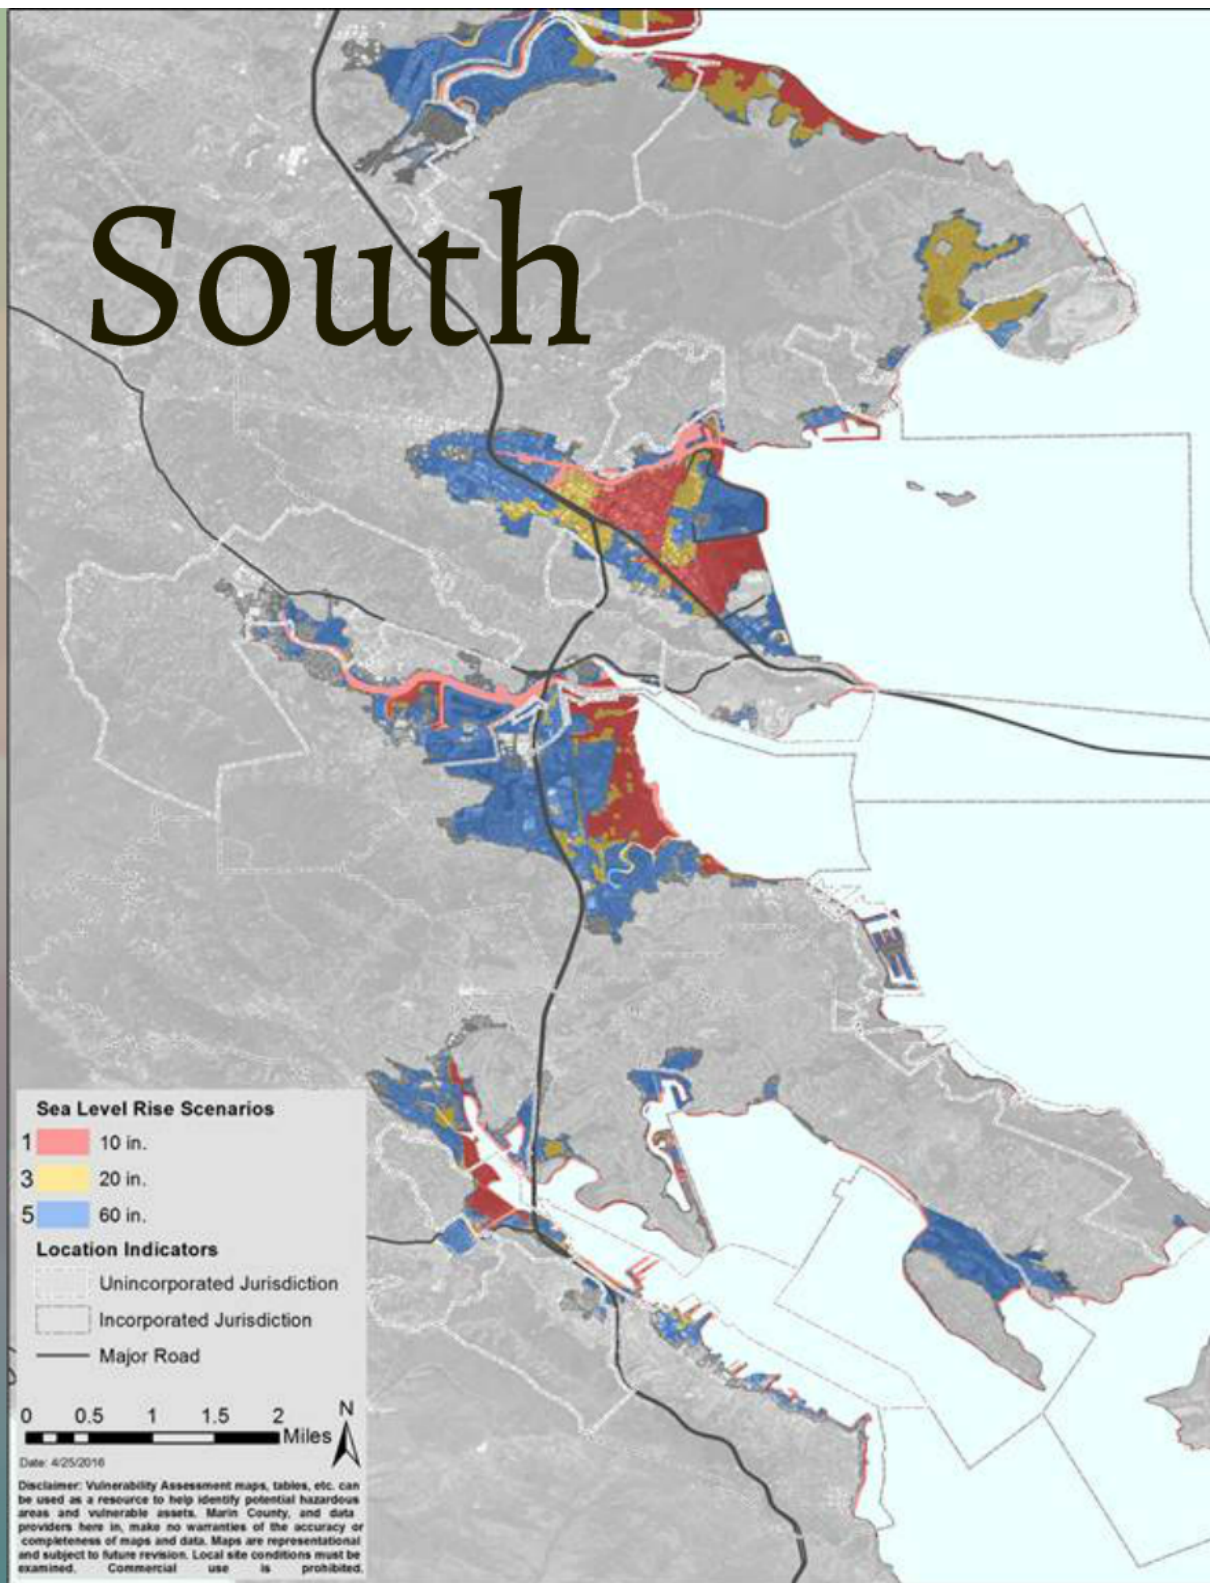 South
Sea Level Rise Scenarios
1 10 in.
3 20 in.
5 60 in.
Location Indicators
Unincorporated Jurisdiction
Incorporated Jurisdiction
Major Road
0 0.5 1 1.5 2
Miles
N
Date: 4/25/2016
Disclaimer: Vulnerability Assessment maps, tables, etc. can
be used as a resource to help identify potential hazardous
areas and vulnerable assets. Marin County, and data
providers here in, make no warranties of the accuracy or
completeness of maps and data. Maps are representational
and subject to future revision. Local site conditions must be
examined. Commercial use is prohibited.